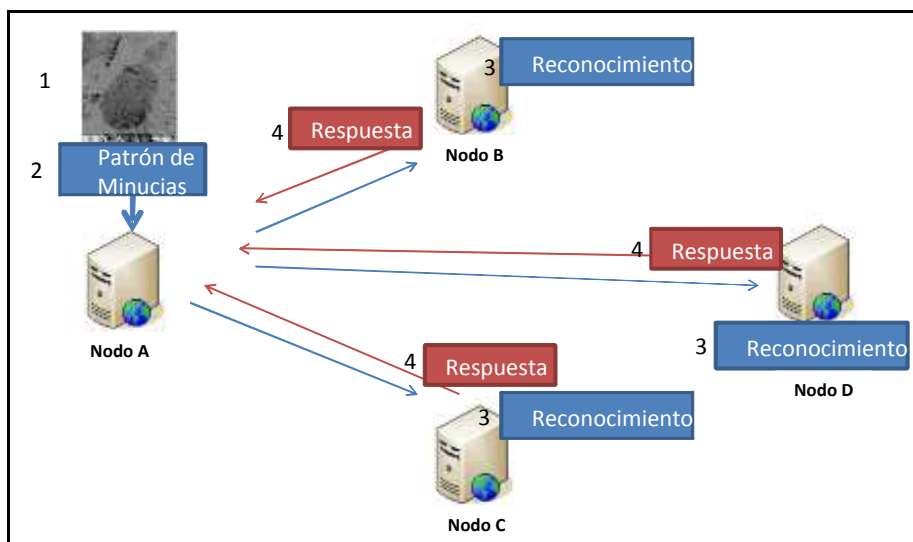 1
2
Patrón de
Minucias
Nodo A
3
Reconocimiento
4
Respuesta
Nodo B
4
Respuesta
3
Reconocimiento
Nodo D
4
Respuesta
3
Reconocimiento
Nodo C